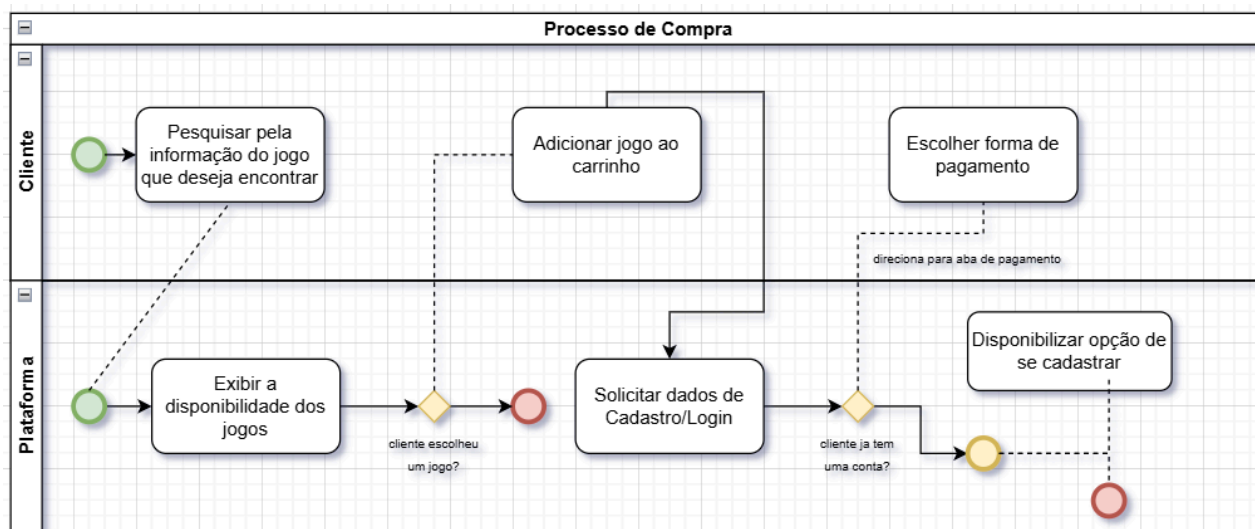 Processo de Compra
Cliente
Pesquisar pela
informação do jogo
que deseja encontrar
Adicionar jogo ao
carrinho
Escolher forma de
pagamento
direciona para aba de pagamento
Plataforma
Exibir a
disponibilidade dos
jogos
cliente escolheu
um jogo?
Solicitar dados de
Cadastro/Login
cliente ja tem
uma conta?
Disponibilizar opção de
se cadastrar